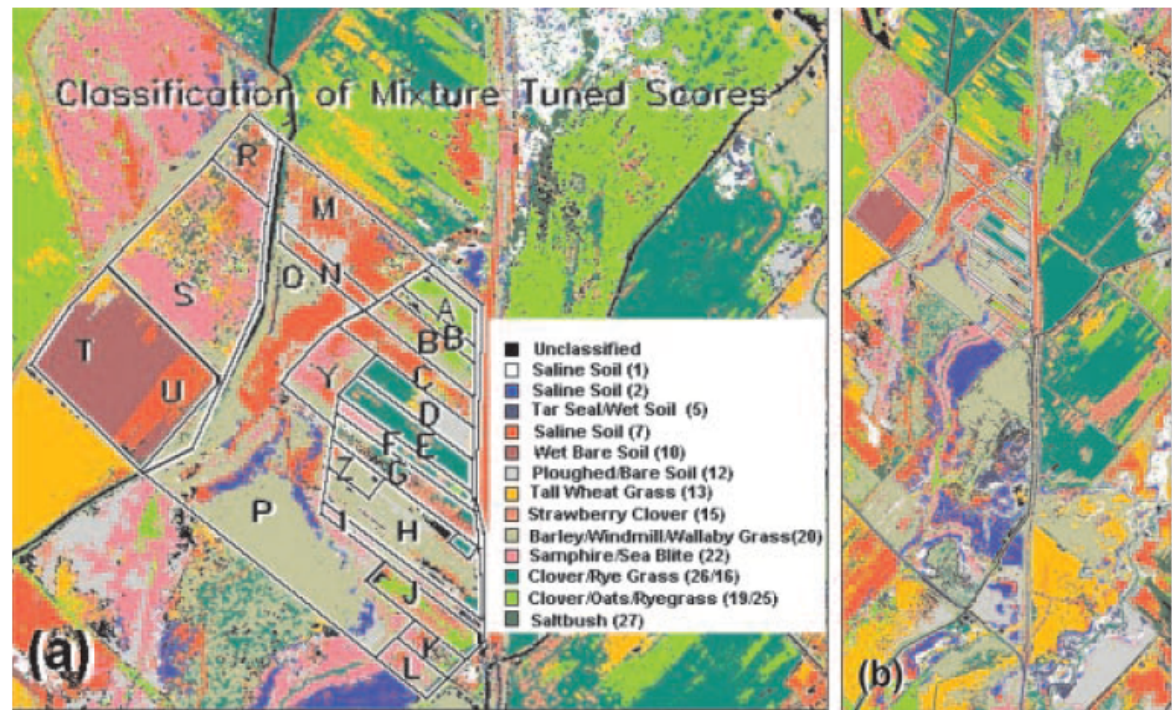 Classification of Mixture Tuned Scores
R
M
S
O
N
A
B
B
T
C
U
Y
D
F
E
Z
G
P
I
H
J
K
L
Unclassified
Saline Soil (1)
Saline Soil (2)
Tar Seal/Wet Soil (5)
Saline Soil (7)
Wet Bare Soil (10)
Ploughed/Bare Soil (12)
Tall Wheat Grass (13)
Strawberry Clover (15)
Barley/Windmill/Wallaby Grass(20)
Samphire/Sea Blite (22)
Clover/Rye Grass (26/16)
Clover/Oats/Ryegrass (19/25)
Saltbush (27)
(a)
(b)